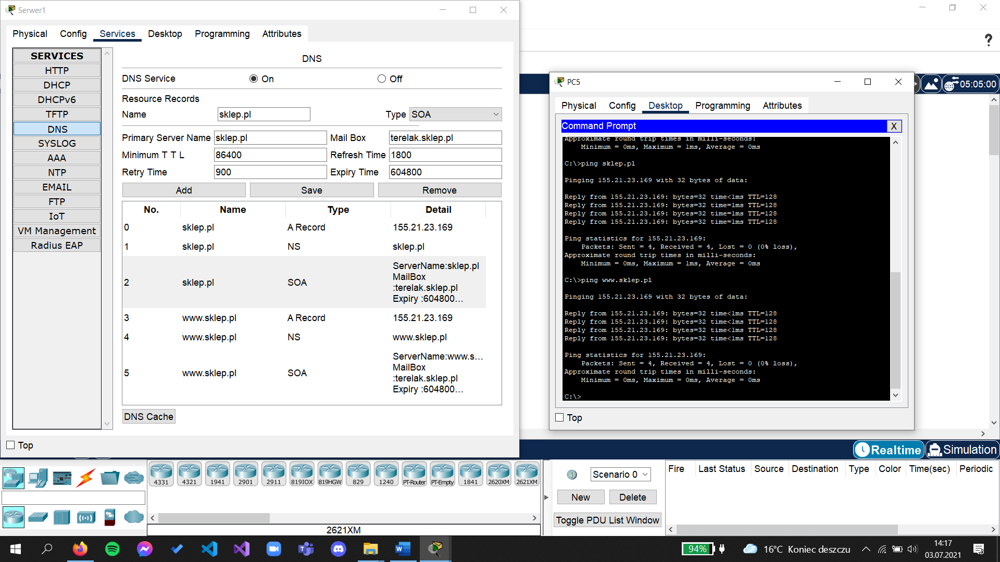 Serwer1
Physical Config Services Desktop Programming Attributes
SERVICES
HTTP
DHCP
DHCPv6
TFTP
DNS
SYSLOG
AAA
NTP
EMAIL
FTP
IoT
VM Management
Radius EAP
DNS
DNS Service On Off
Resource Records
Name sklep.pl Type SOA
Primary Server Name sklep.pl Mail Box terelak.sklep.pl
Minimum T T L 86400 Refresh Time 1800
Retry Time 900 Expiry Time 604800
Add Save Remove
No. Name Type Detail
0 sklep.pl A Record 155.21.23.169
1 sklep.pl NS sklep.pl
2 sklep.pl SOA ServerName:sklep.pl
MailBox
:terelak.sklep.pl
Expiry :604800...
3 www.sklep.pl A Record 155.21.23.169
4 www.sklep.pl NS www.sklep.pl
5 www.sklep.pl SOA ServerName:www.s...
MailBox
:terelak.sklep.pl
Expiry :604800...
DNS Cache
Top
?
05:05:00
PC5
Physical Config Desktop Programming Attributes
Command Prompt X
Approximate round trip times in milli-seconds:
Minimum = 0ms, Maximum = 1ms, Average = 0ms
C:\>ping sklep.pl
Pinging 155.21.23.169 with 32 bytes of data:
Reply from 155.21.23.169: bytes=32 time<1ms TTL=128
Reply from 155.21.23.169: bytes=32 time=1ms TTL=128
Reply from 155.21.23.169: bytes=32 time=1ms TTL=128
Reply from 155.21.23.169: bytes=32 time=1ms TTL=128
Ping statistics for 155.21.23.169:
Packets: Sent = 4, Received = 4, Lost = 0 (0% loss),
Approximate round trip times in milli-seconds:
Minimum = 0ms, Maximum = 1ms, Average = 0ms
C:\>ping www.sklep.pl
Pinging 155.21.23.169 with 32 bytes of data:
Reply from 155.21.23.169: bytes=32 time<1ms TTL=128
Reply from 155.21.23.169: bytes=32 time<1ms TTL=128
Reply from 155.21.23.169: bytes=32 time<1ms TTL=128
Reply from 155.21.23.169: bytes=32 time<1ms TTL=128
Ping statistics for 155.21.23.169:
Packets: Sent = 4, Received = 4, Lost = 0 (0% loss),
Approximate round trip times in milli-seconds:
Minimum = 0ms, Maximum = 0ms, Average = 0ms
C:\>
Top
Realtime Simulation
4331 4321 1941 2901 2911 819IOX 819HGW 829 1240 PT-Router PT-Empty 1841 2620XM 2621XM
2621XM
Scenario 0
New Delete
Toggle PDU List Window
Fire Last Status Source Destination Type Color Time(sec) Periodic
94% 16°C Koniec deszczu
14:17
03.07.2021